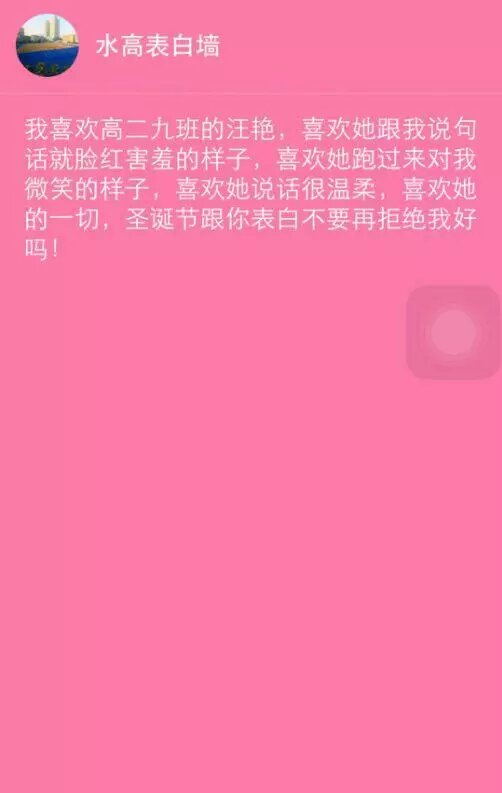 水高表白墙
我喜欢高二九班的汪艳，喜欢她跟我说句
话就脸红害羞的样子，喜欢她跑过来对我
微笑的样子，喜欢她说话很温柔，喜欢她
的一切，圣诞节跟你表白不要再拒绝我好
吗！